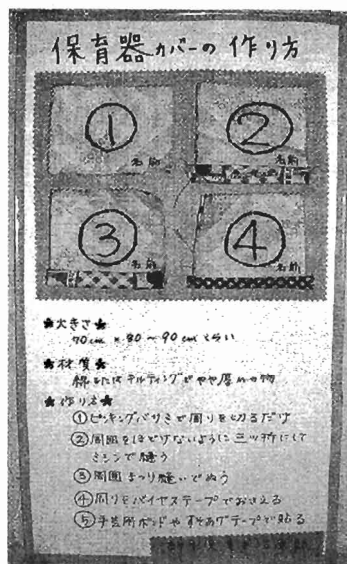 保育器カバーの作り方
①
名前
②
名前
③
名前
④
名前
★大きさ★
70cm × 80〜90cmくらい
★材質★
綿またはキルティングでやや厚いの物
★作り方★
①ピンキングバサミで周りを切るだけ
②周囲をほどけないように三ツ折にして
ミシンで縫う
③周囲まつり縫いでぬう
④周りをバイヤステープでおさえる
⑤手芸用ボンドやすそあげテープで貼る